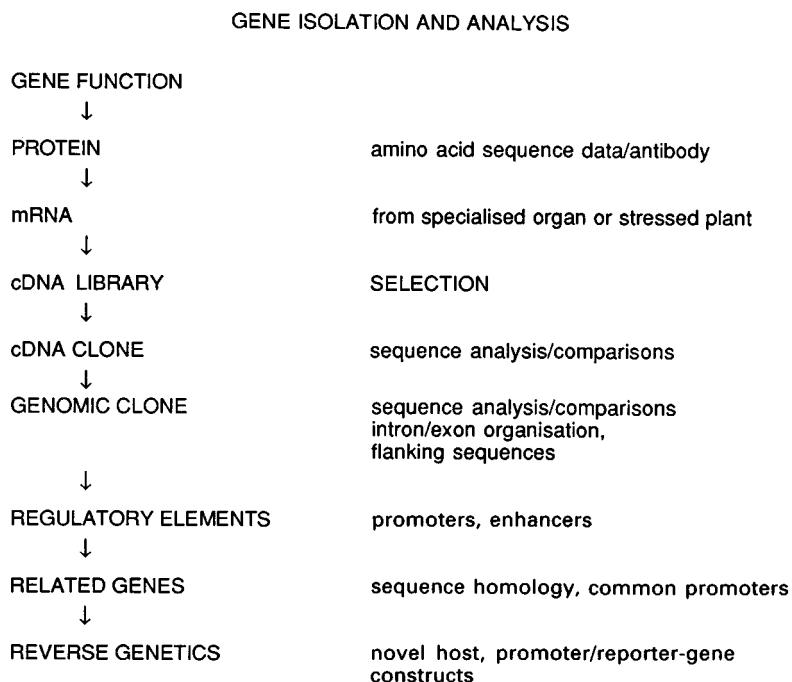 GENE ISOLATION AND ANALYSIS
GENE FUNCTION
↓
PROTEIN amino acid sequence data/antibody
↓
mRNA from specialised organ or stressed plant
↓
cDNA LIBRARY SELECTION
↓
cDNA CLONE sequence analysis/comparisons
↓
GENOMIC CLONE sequence analysis/comparisons
intron/exon organisation,
flanking sequences
↓
REGULATORY ELEMENTS promoters, enhancers
↓
RELATED GENES sequence homology, common promoters
↓
REVERSE GENETICS novel host, promoter/reporter-gene
constructs